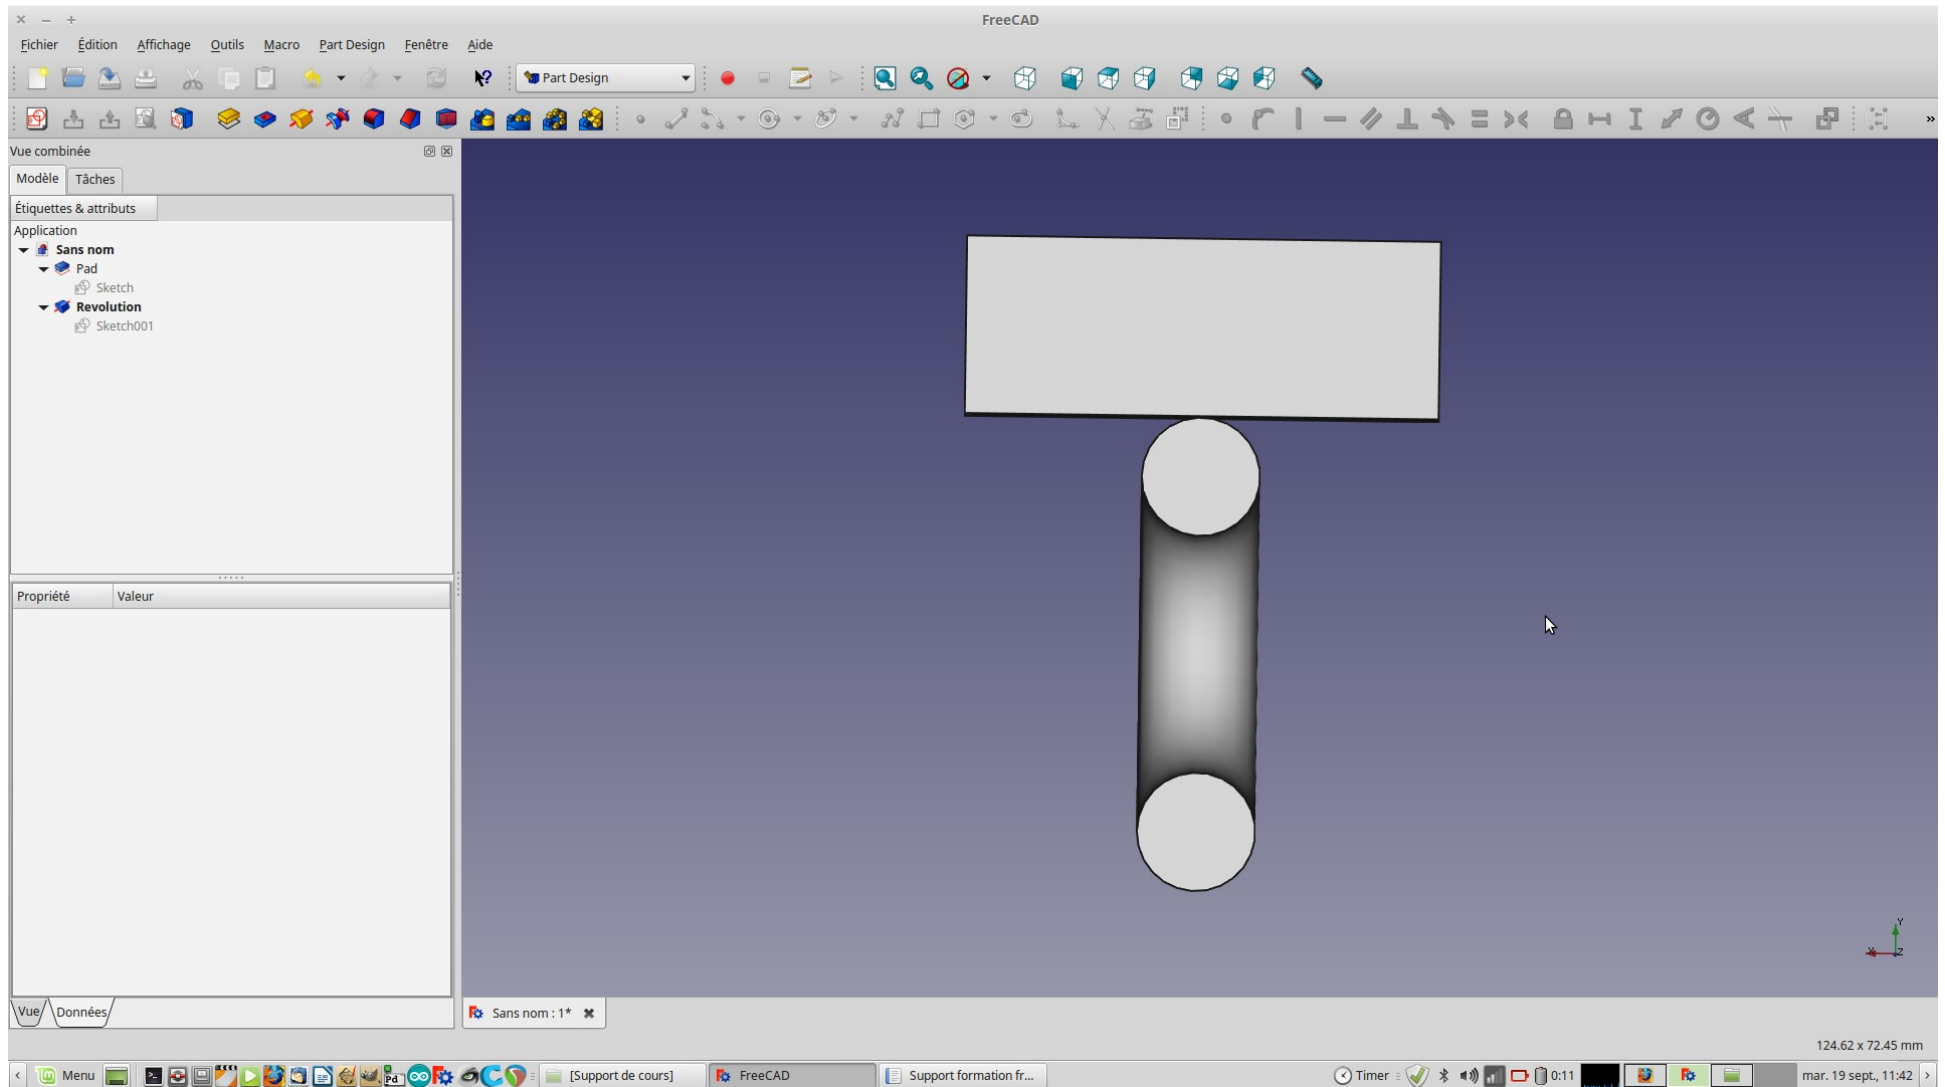 FreeCAD
Fichier Édition Affichage Outils Macro Part Design Fenêtre Aide
Part Design
Vue combinée
Modèle Tâches
Étiquettes & attributs
Application
Sans nom
Pad
Sketch
Revolution
Sketch001
Propriété Valeur
Y
X Z
Vue Données
Sans nom : 1*
124.62 x 72.45 mm
Menu Pd [Support de cours] FreeCAD Support formation fr... Timer 0:11 mar. 19 sept., 11:42